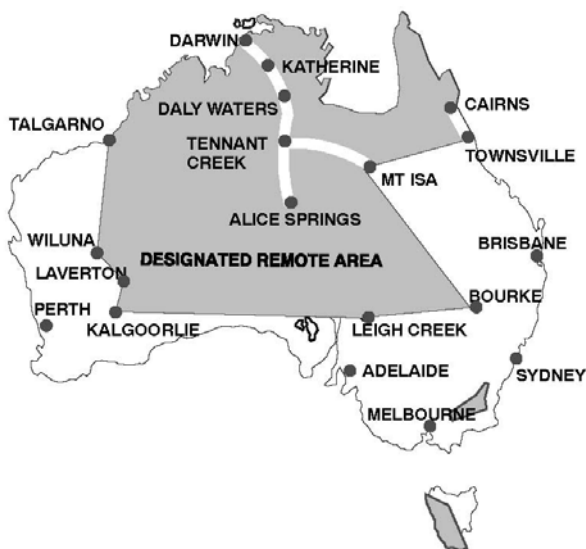 DARWIN
KATHERINE
DALY WATERS
CAIRNS
TALGARNO
TENNANT
CREEK
TOWNSVILLE
MT ISA
ALICE SPRINGS
WILUNA
DESIGNATED REMOTE AREA
BRISBANE
LAVERTON
BOURKE
PERTH
KALGOORLIE
LEIGH CREEK
ADELAIDE
SYDNEY
MELBOURNE